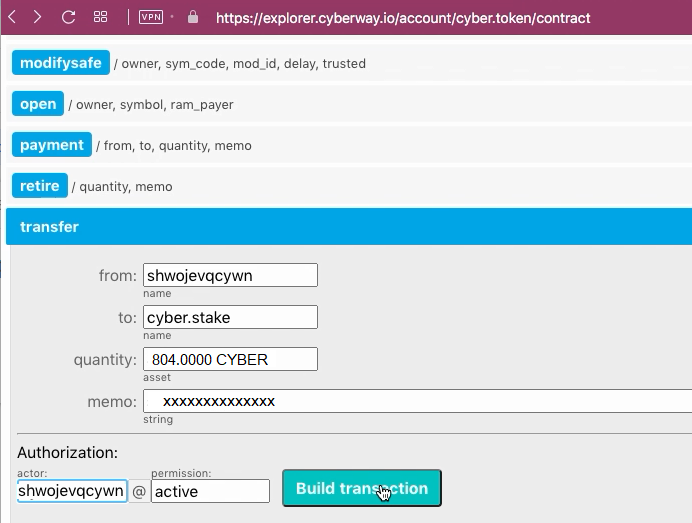 VPN https://explorer.cyberway.io/account/cyber.token/contract
modifysafe / owner, sym_code, mod_id, delay, trusted
open / owner, symbol, ram_payer
payment / from, to, quantity, memo
retire / quantity, memo
transfer
from: shwojevqcywn
name
to: cyber.stake
name
quantity: 804.0000 CYBER
asset
memo: xxxxxxxxxxxxxx
string
Authorization:
actor: permission:
shwojevqcywn @ active Build transaction